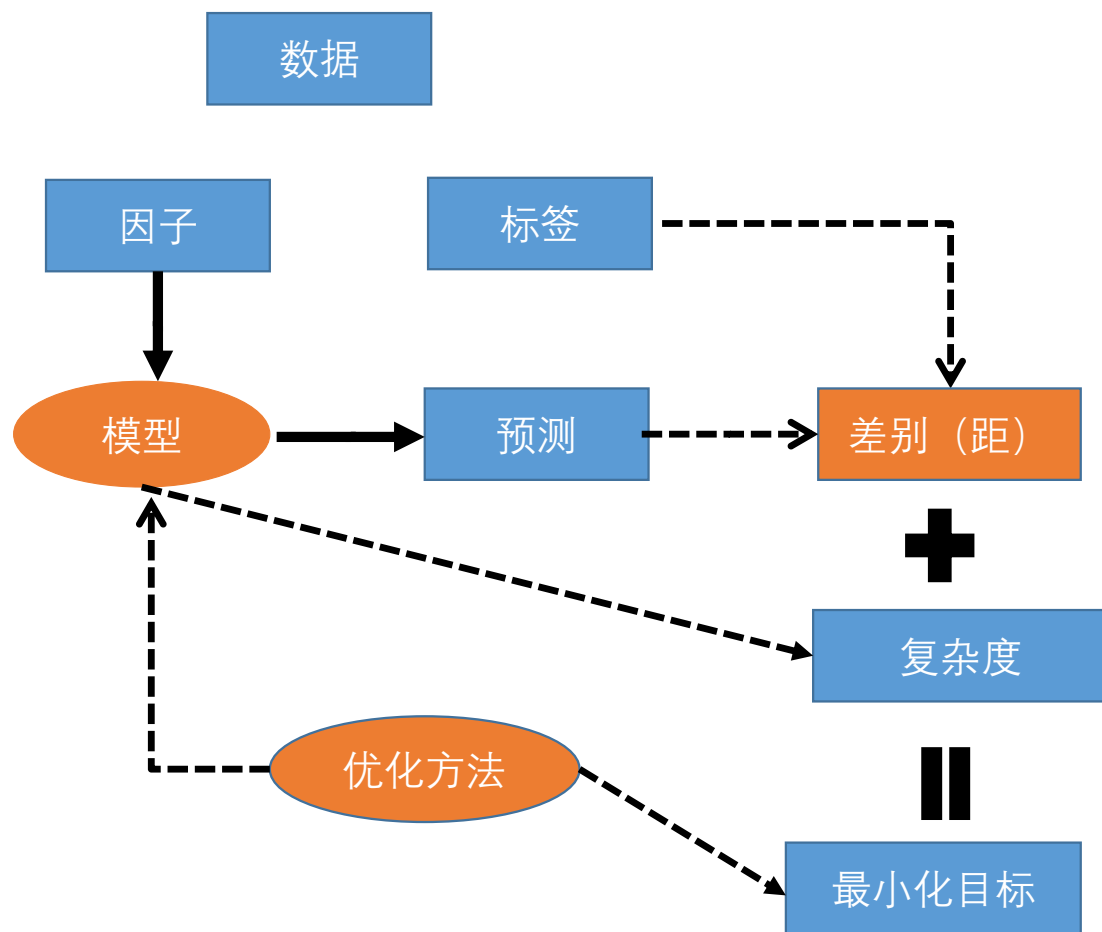 数据
因子
标签
模型
预测
差别（距）
复杂度
优化方法
最小化目标